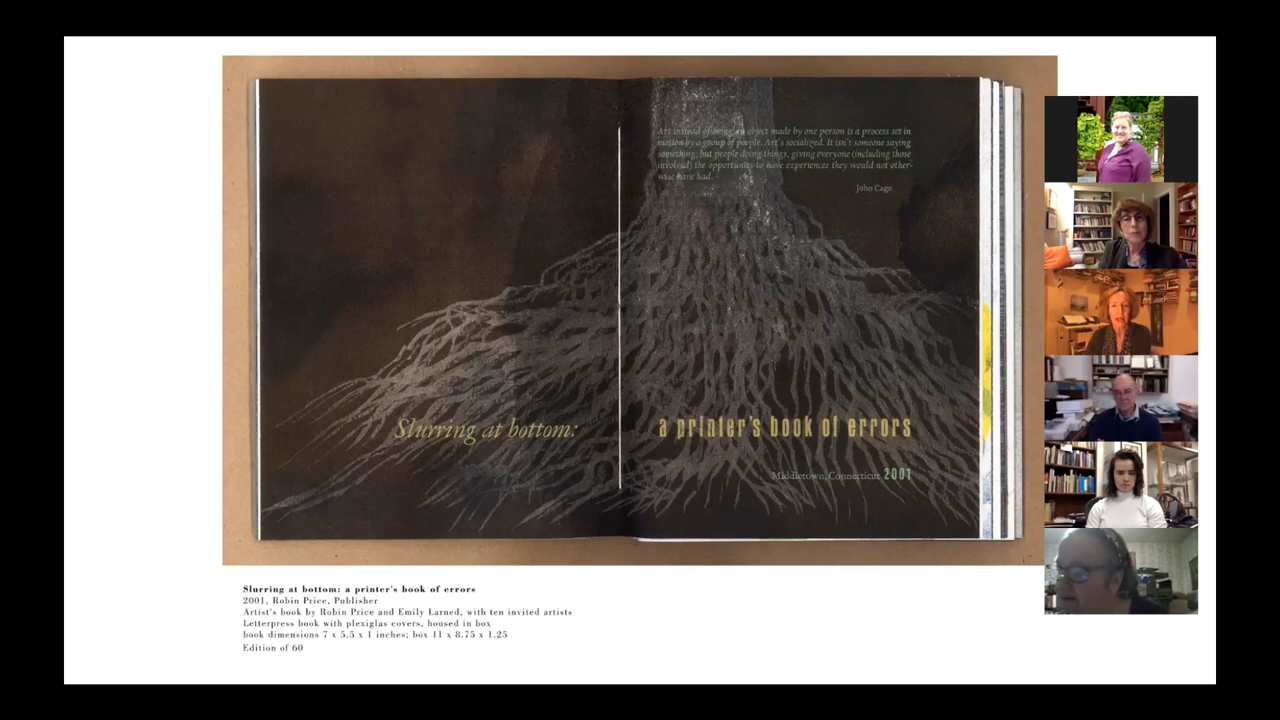 Art instead of being an object made by one person is a process set in
motion by a group of people. Art's socialized. It isn't someone saying
something, but people doing things, giving everyone (including those
involved) the opportunity to have experiences they would not other-
wise have had.
John Cage
Slurring at bottom:
a printer's book of errors
Middletown, Connecticut 2001
Slurring at bottom: a printer's book of errors
2001, Robin Price, Publisher
Artist's book by Robin Price and Emily Larned, with ten invited artists
Letterpress book with plexiglas covers, housed in box
book dimensions 7 x 5.5 x 1 inches; box 11 x 8.75 x 1.25
Edition of 60